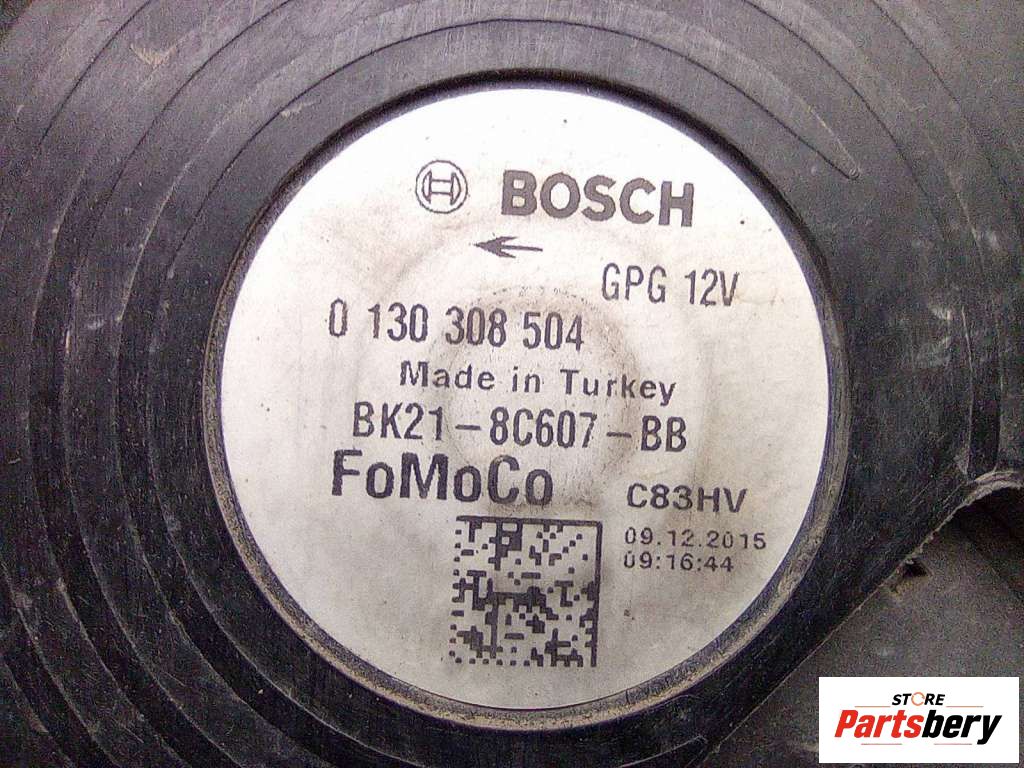 BOSCH
GPG 12V
0 130 308 504
Made in Turkey
BK21-8C607-BB
FoMoCo
C83HV
09.12.2015
09:16:44
STORE
Partsbery